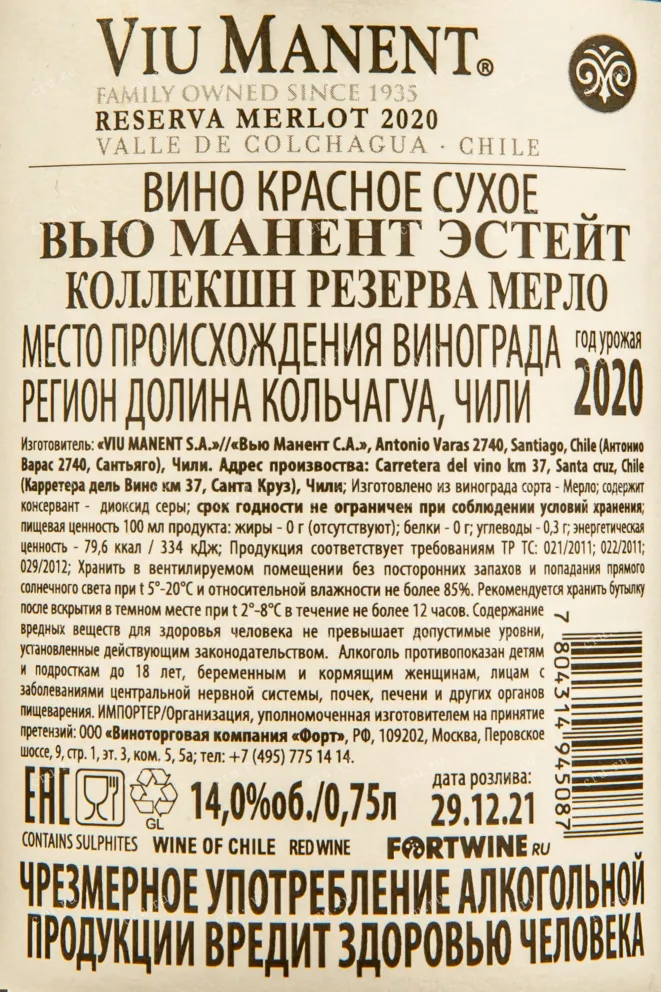 VIU MANENT®
FAMILY OWNED SINCE 1935
RESERVA MERLOT 2020
VALLE DE COLCHAGUA · CHILE
ВИНО КРАСНОЕ СУХОЕ
ВЬЮ МАНЕНТ ЭСТЕЙТ
КОЛЛЕКШН РЕЗЕРВА МЕРЛО
МЕСТО ПРОИСХОЖДЕНИЯ ВИНОГРАДА
РЕГИОН ДОЛИНА КОЛЬЧАГУА, ЧИЛИ
год урожая
2020
Изготовитель: «VIU MANENT S.A.»//«Вью Манент С.А.», Antonio Varas 2740, Santiago, Chile (Антонио
Варас 2740, Сантьяго), Чили. Адрес производства: Carretera del vino km 37, Santa cruz, Chile
(Карретера дель Вино км 37, Санта Круз), Чили; Изготовлено из винограда сорта - Мерло; содержит
консервант - диоксид серы; срок годности не ограничен при соблюдении условий хранения;
пищевая ценность 100 мл продукта: жиры - 0 г (отсутствуют); белки - 0 г; углеводы - 0,3 г; энергетическая
ценность - 79,6 ккал / 334 кДж; Продукция соответствует требованиям ТР ТС: 021/2011; 022/2011;
029/2012; Хранить в вентилируемом помещении без посторонних запахов и попадания прямого
солнечного света при t 5°-20°С и относительной влажности не более 85%. Рекомендуется хранить бутылку
после вскрытия в темном месте при t 2°-8°С в течение не более 12 часов. Содержание
вредных веществ для здоровья человека не превышает допустимые уровни,
установленные действующим законодательством. Алкоголь противопоказан детям
и подросткам до 18 лет, беременным и кормящим женщинам, лицам с
заболеваниями центральной нервной системы, почек, печени и других органов
пищеварения. ИМПОРТЕР/Организация, уполномоченная изготовителем на принятие
претензий: ООО «Виноторговая компания «Форт», РФ, 109202, Москва, Перовское
шоссе, 9, стр. 1, эт. 3, ком. 5, 5а; тел: +7 (495) 775 14 14.
7 804314 945087
EAC
GL
14,0%об./0,75л
дата розлива:
29.12.21
CONTAINS SULPHITES WINE OF CHILE RED WINE FORTWINE RU
ЧРЕЗМЕРНОЕ УПОТРЕБЛЕНИЕ АЛКОГОЛЬНОЙ
ПРОДУКЦИИ ВРЕДИТ ЗДОРОВЬЮ ЧЕЛОВЕКА